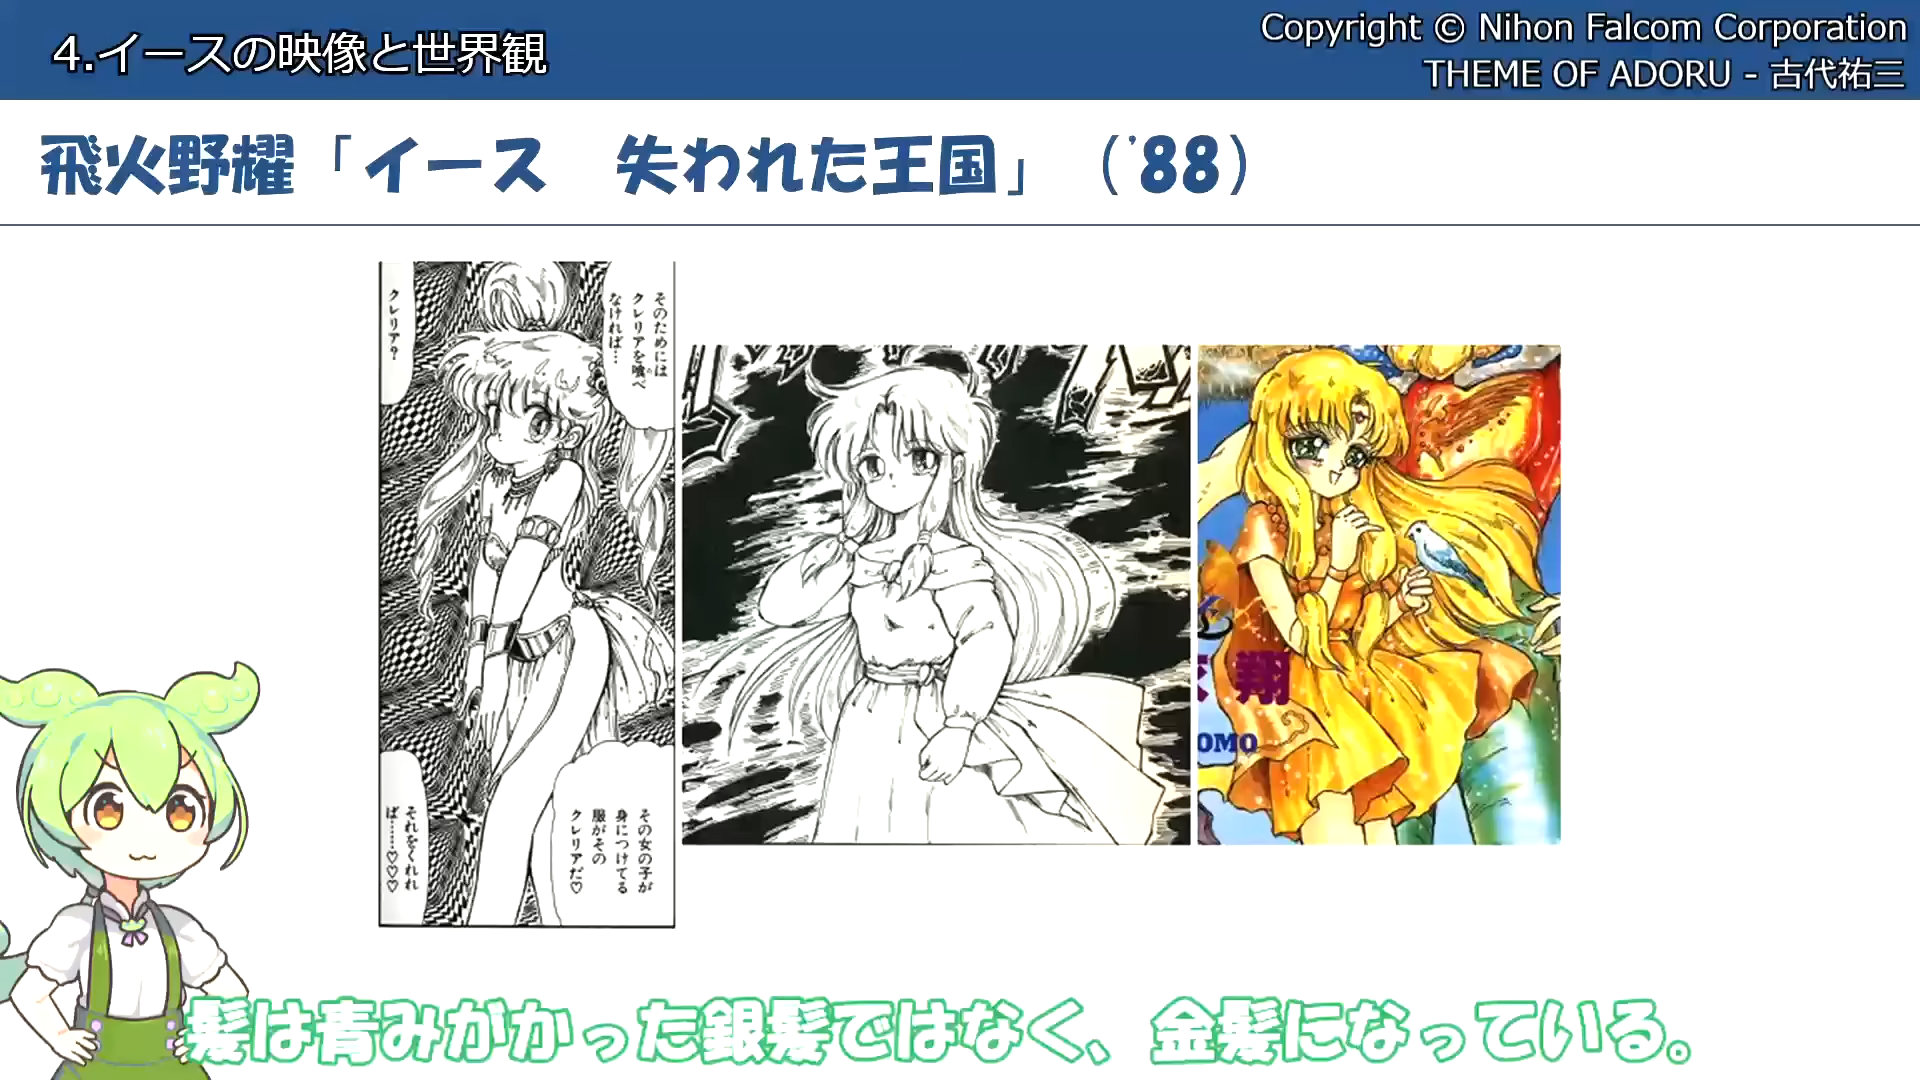 4.イースの映像と世界観
Copyright © Nihon Falcom Corporation
THEME OF ADORU - 古代祐三
飛火野耀「イース　失われた王国」（'88）
そのためには
クレリアを喰べ
なければ…
クレリア?
その女の子が
身につけてる
服がその
クレリアだ♡
それをくれれ
ば……♡♡♡
翔
OMO
髪は青みがかった銀髪ではなく、金髪になっている。